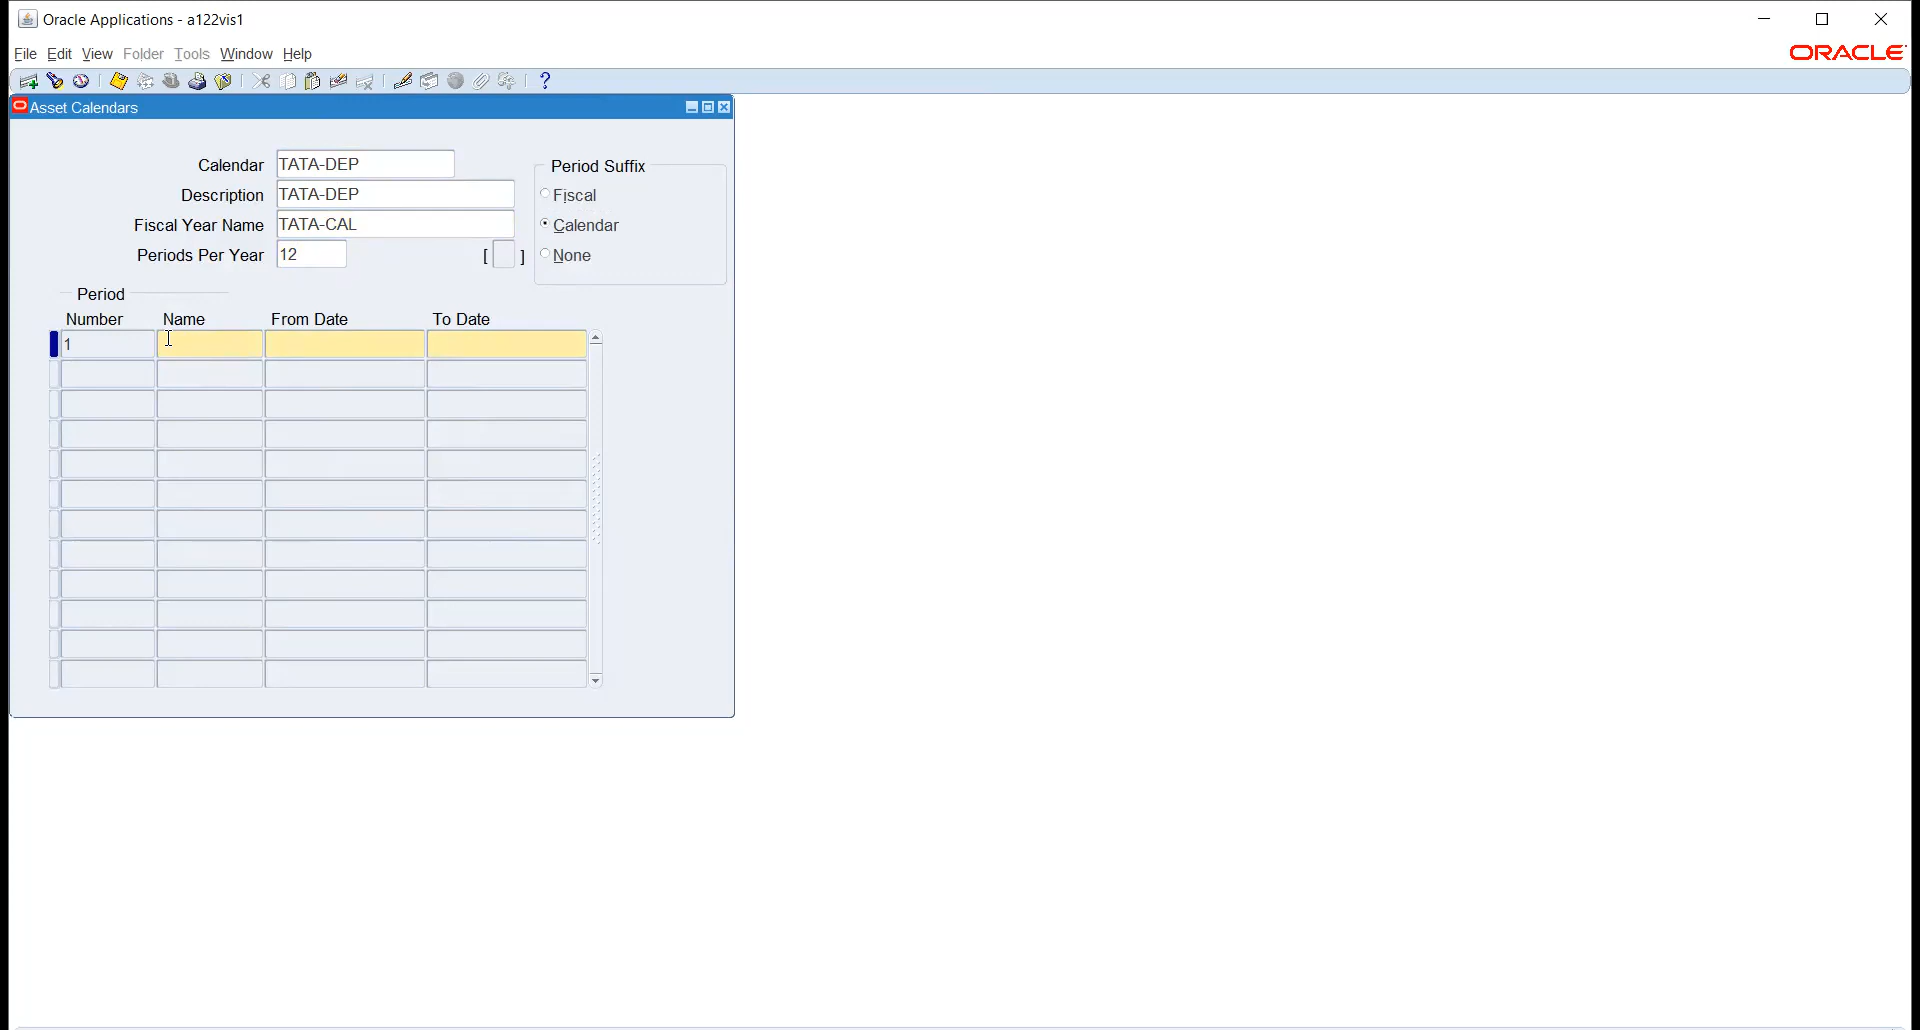 Oracle Applications - a122vis1
File Edit View Folder Tools Window Help
ORACLE
Asset Calendars
Calendar TATA-DEP
Description TATA-DEP
Fiscal Year Name TATA-CAL
Periods Per Year 12 [ ]
Period Suffix
Fiscal
Calendar
None
Period
Number Name From Date To Date
1